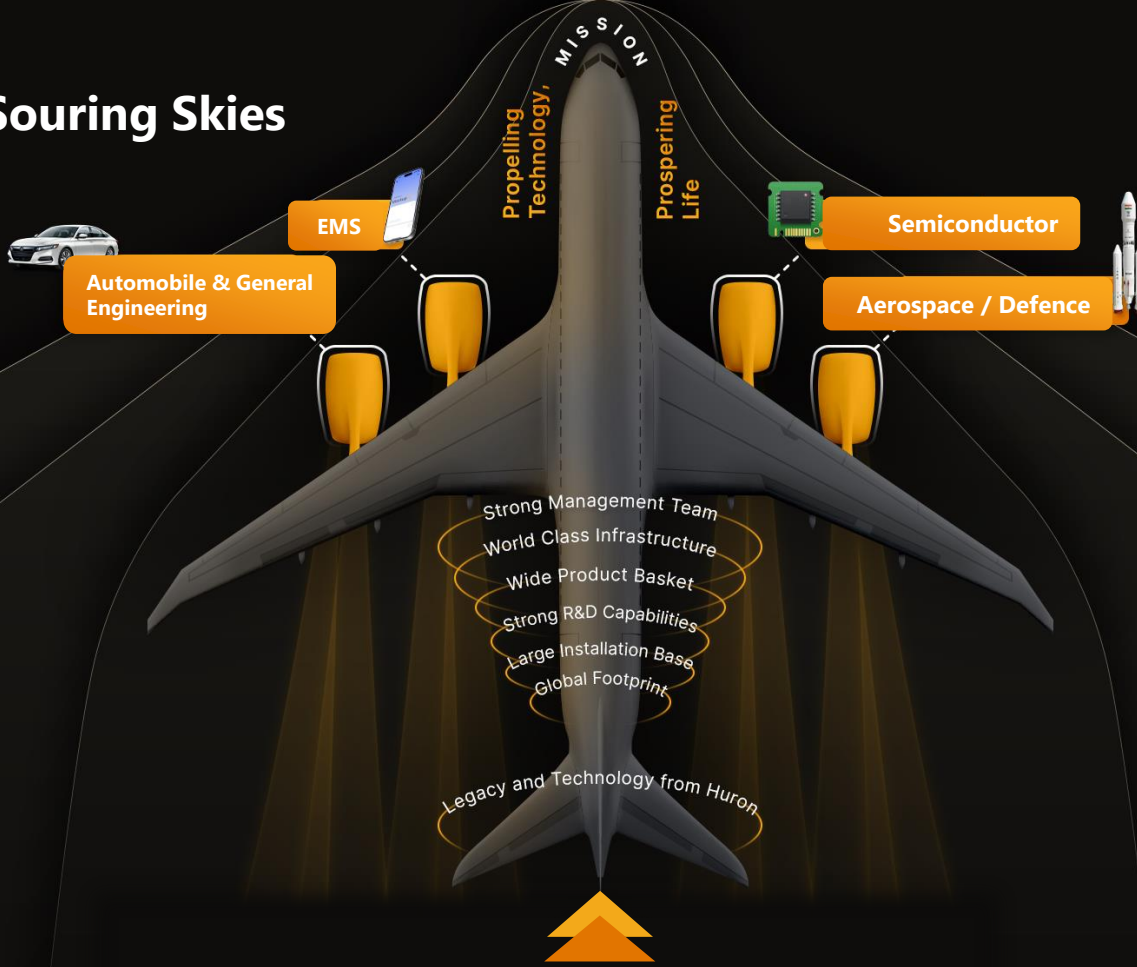 Souring Skies
MISSION
Propelling
Technology,
Prospering
Life
EMS
Automobile & General
Engineering
Semiconductor
Aerospace / Defence
Strong Management Team
World Class Infrastructure
Wide Product Basket
Strong R&D Capabilities
Large Installation Base
Global Footprint
Legacy and Technology from Huron